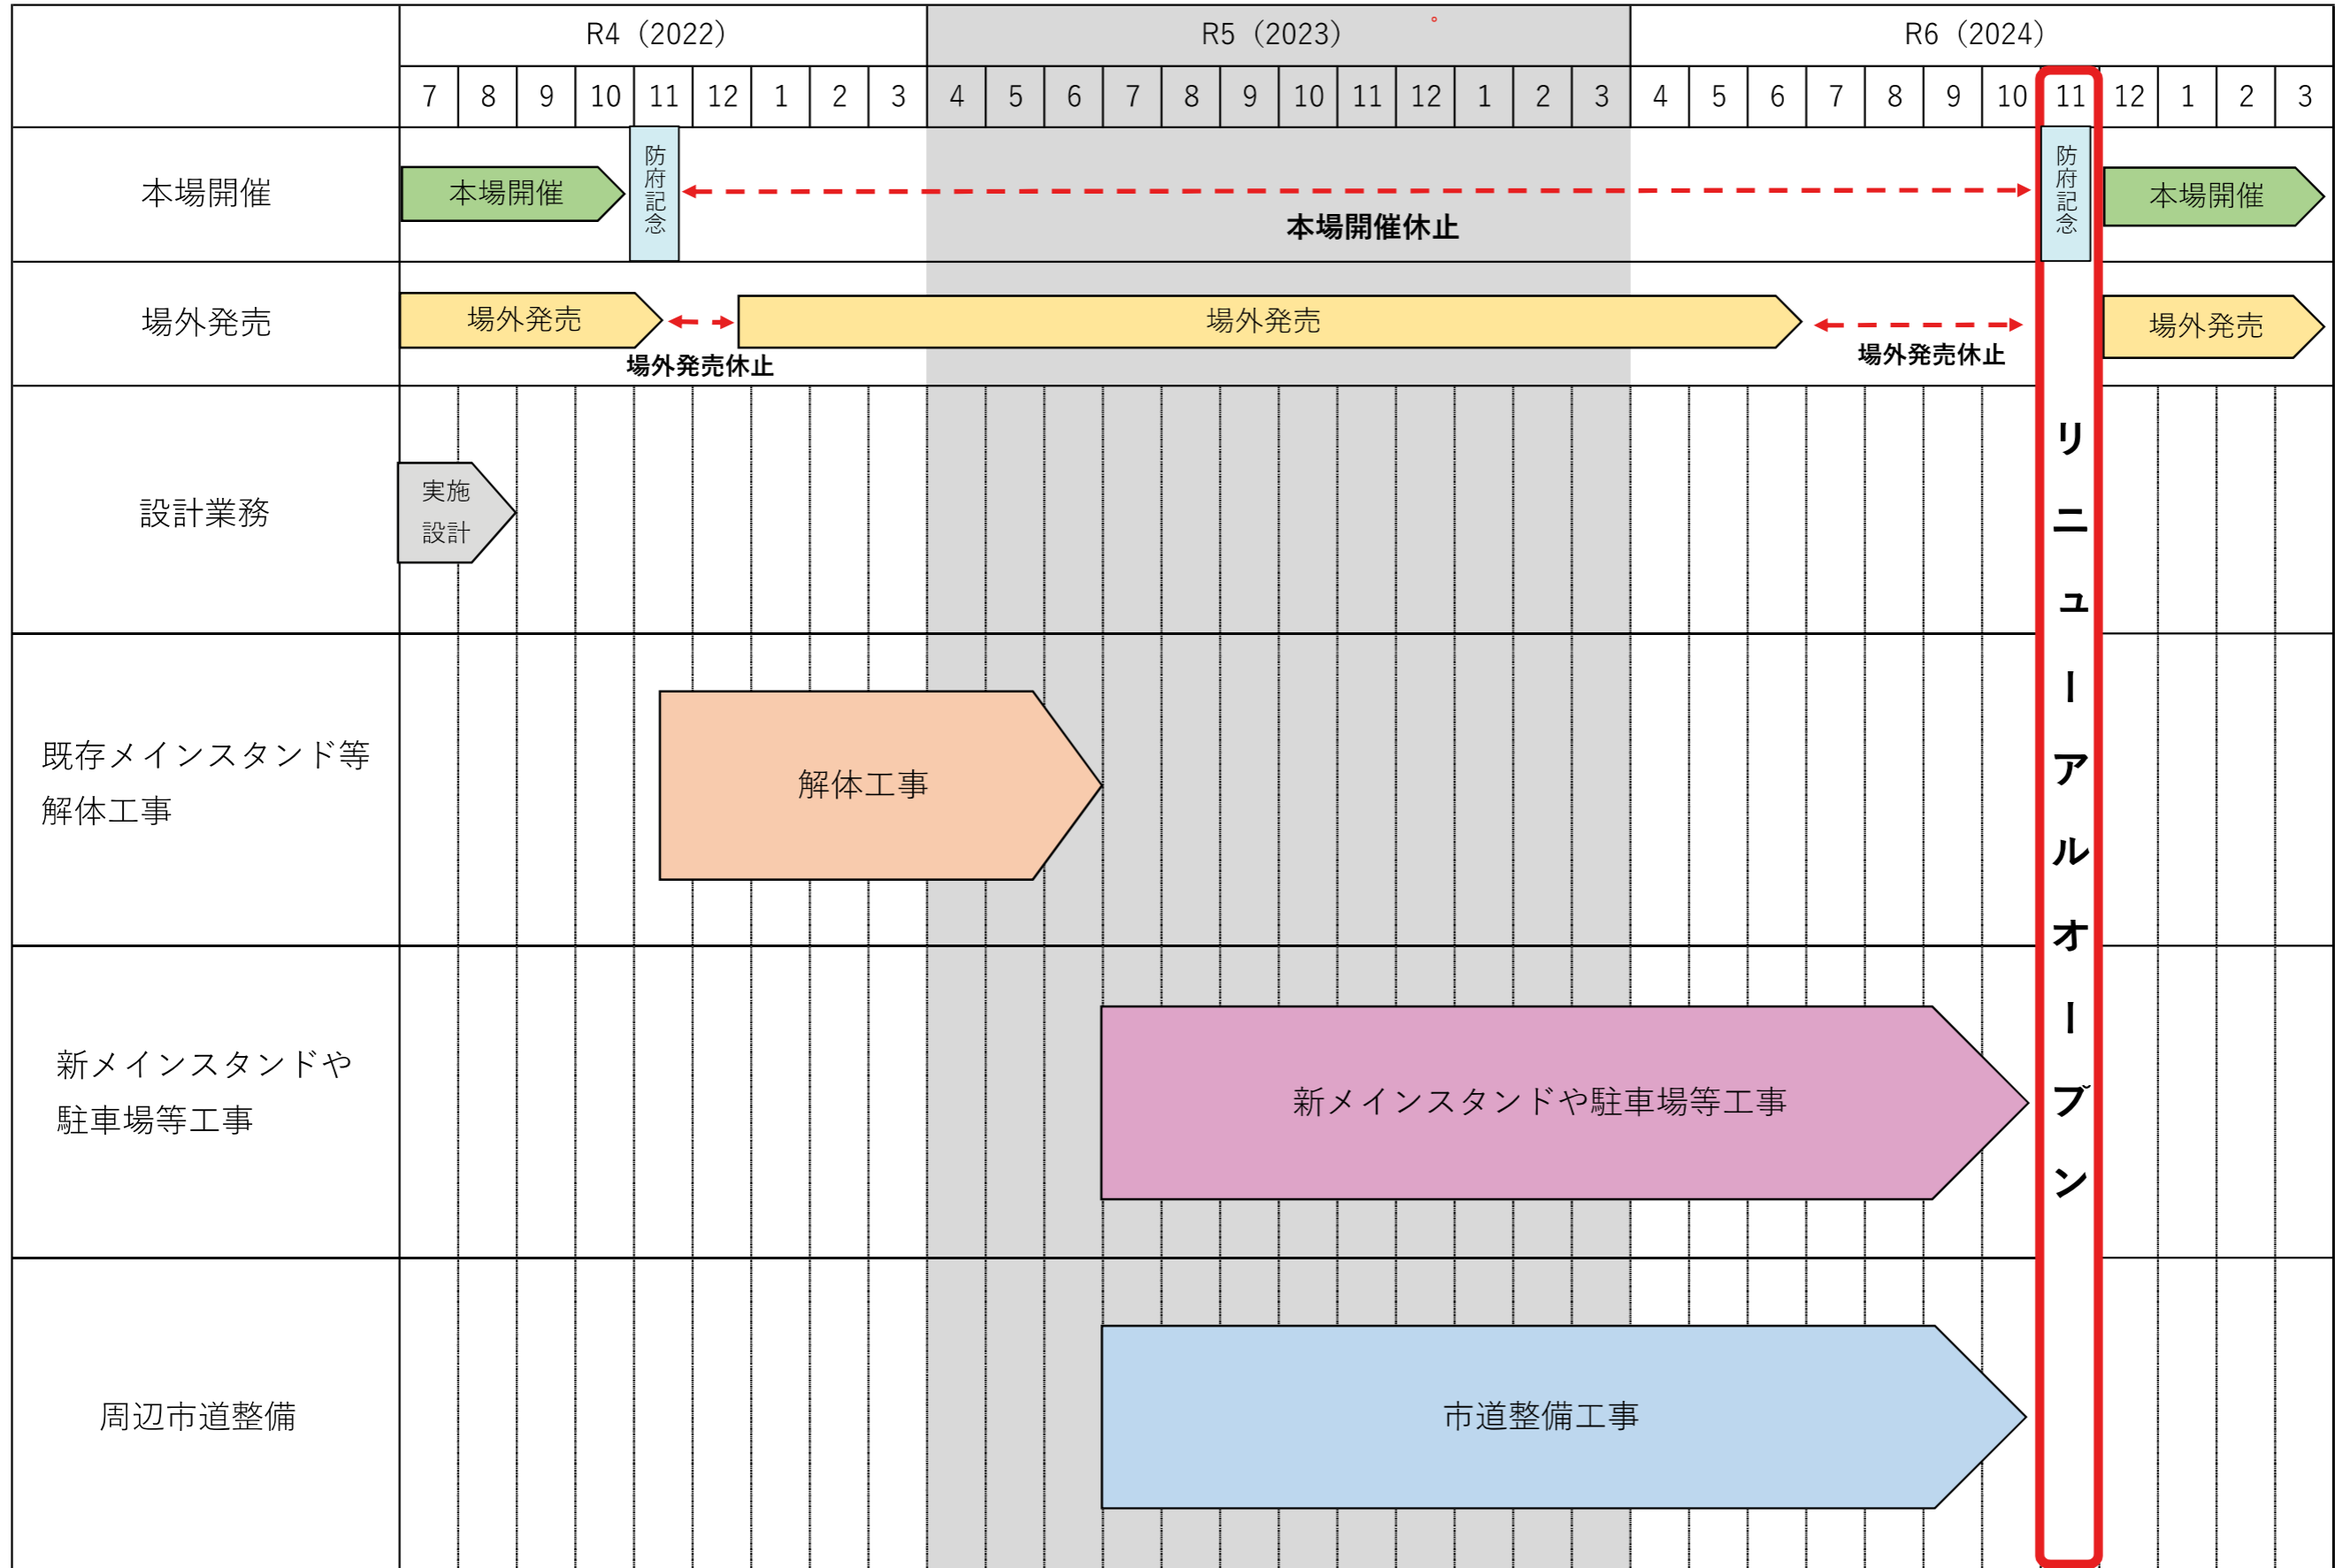 R4（2022）
R5（2023）
R6（2024）
7 8 9 10 11 12 1 2 3 4 5 6 7 8 9 10 11 12 1 2 3 4 5 6 7 8 9 10 11 12 1 2 3
本場開催
本場開催
防府記念
本場開催休止
防府記念
本場開催
場外発売
場外発売
場外発売休止
場外発売
場外発売休止
場外発売
リニューアルオープン
設計業務
実施
設計
既存メインスタンド等
解体工事
解体工事
新メインスタンドや
駐車場等工事
新メインスタンドや駐車場等工事
周辺市道整備
市道整備工事